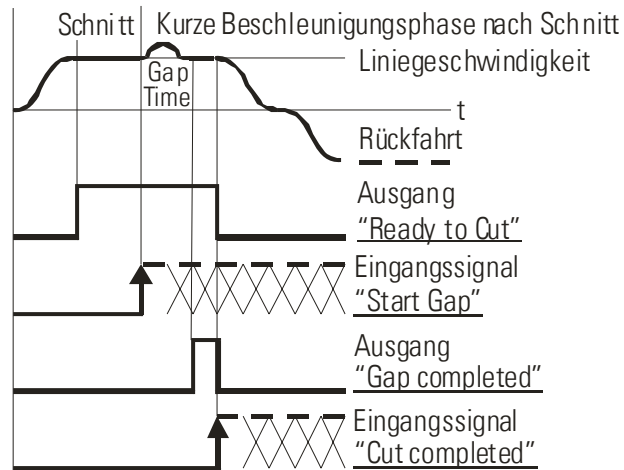 Schnitt Kurze Beschleunigungsphase nach Schnitt
Gap
Time
Liniegeschwindigkeit
t
Rückfahrt
Ausgang
“Ready to Cut”
Eingangssignal
“Start Gap”
Ausgang
“Gap completed”
Eingangssignal
“Cut completed”